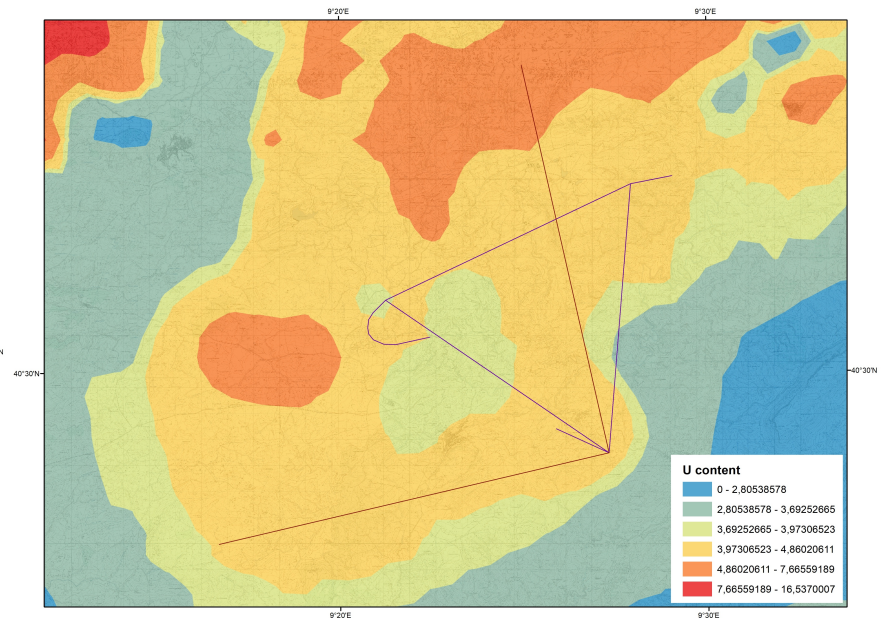 9°20'E 9°30'E
N
40°30'N 40°30'N
U content
0 - 2,80538578
2,80538578 - 3,69252665
3,69252665 - 3,97306523
3,97306523 - 4,86020611
4,86020611 - 7,66559189
7,66559189 - 16,5370007
9°20'E 9°30'E